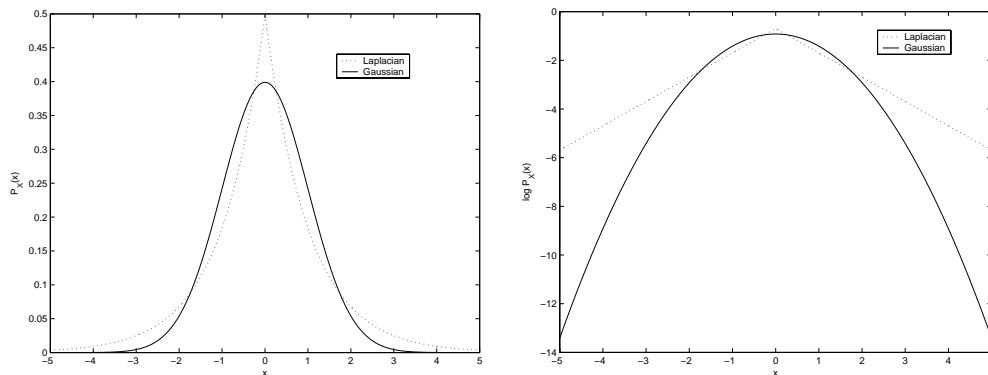 0.5
0.45
0.4
0.35
0.3
0.25
0.2
0.15
0.1
0.05
0
P_X(x)
Laplacian
Gaussian
−5 −4 −3 −2 −1 0 1 2 3 4 5
x
0
−2
−4
−6
−8
−10
−12
−14
log P_X(x)
Laplacian
Gaussian
−5 −4 −3 −2 −1 0 1 2 3 4
x